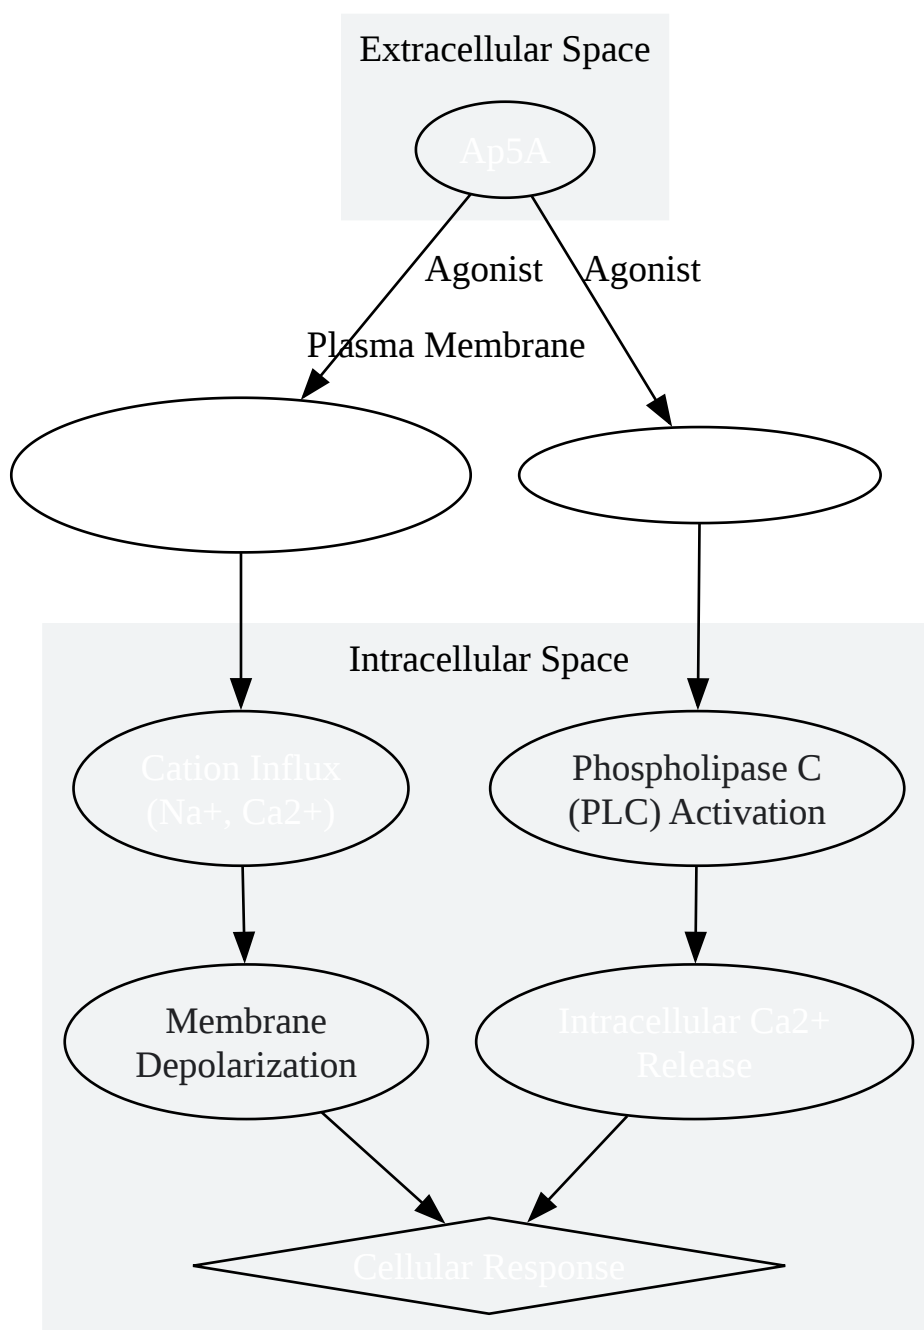 Extracellular Space
Ap5A
Agonist
Agonist
Plasma Membrane
Intracellular Space
Cation Influx
(Na+, Ca2+)
Phospholipase C
(PLC) Activation
Membrane
Depolarization
Intracellular Ca2+
Release
Cellular Response